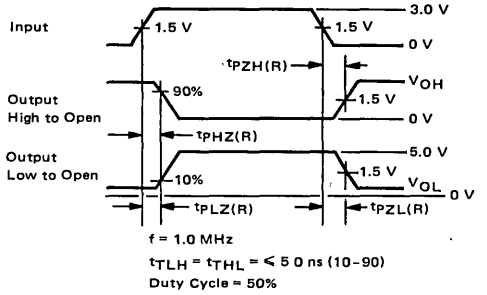 Input
1.5 V
1.5 V
3.0 V
0 V
tPZH(R)
Output
High to Open
90%
1.5 V
VOH
0 V
tPHZ(R)
Output
Low to Open
10%
5.0 V
1.5 V
VOL
0 V
tPLZ(R)
tPZL(R)
f = 1.0 MHz
tTLH = tTHL = ⩽ 5 0 ns (10-90)
Duty Cycle = 50%